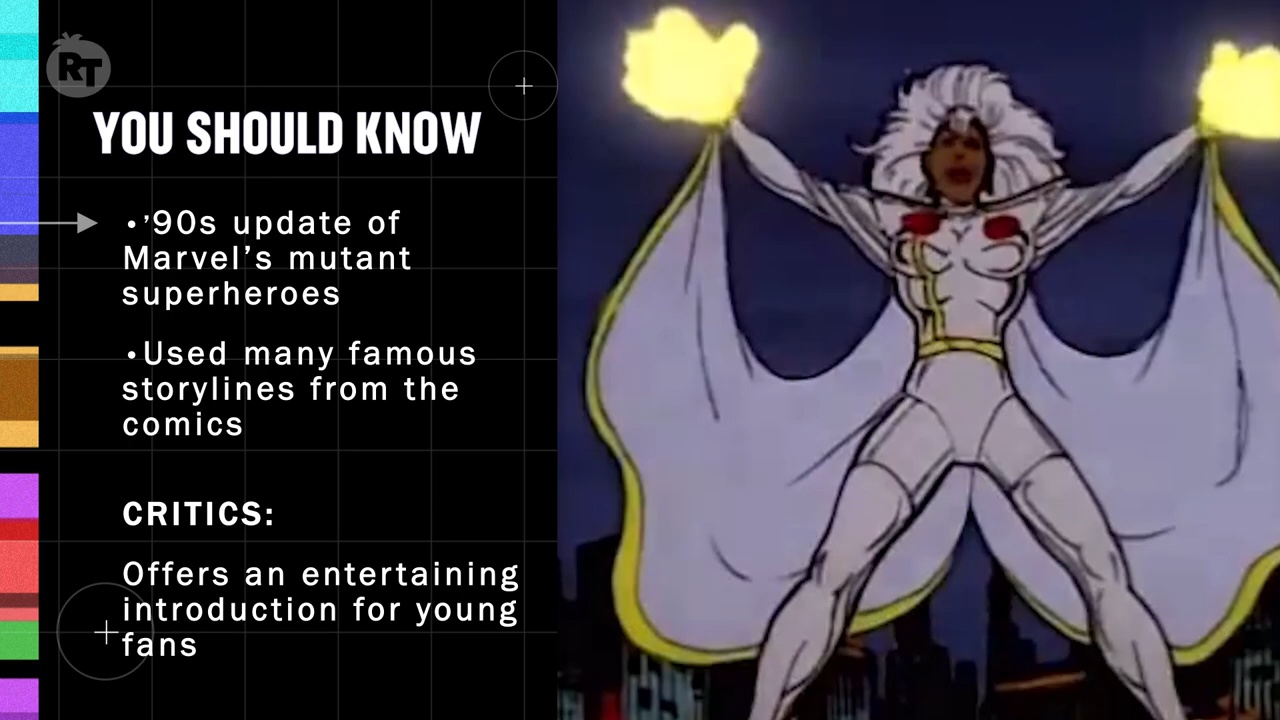 RT
YOU SHOULD KNOW
•’90s update of
Marvel’s mutant
superheroes
•Used many famous
storylines from the
comics
CRITICS:
Offers an entertaining
introduction for young
fans